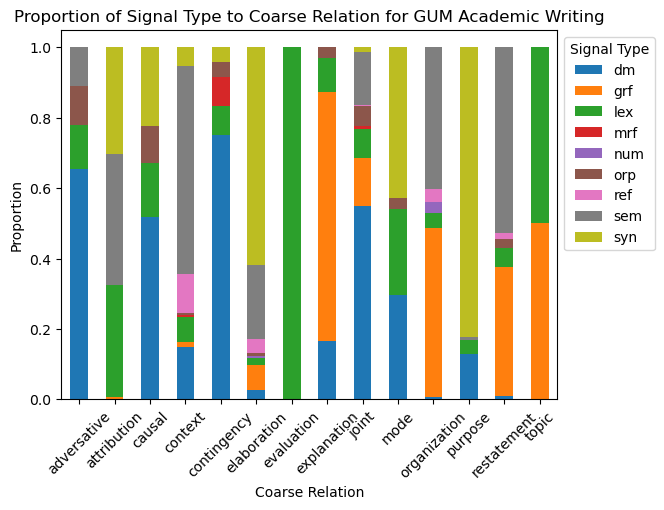 Proportion of Signal Type to Coarse Relation for GUM Academic Writing
Signal Type
dm
grf
lex
mrf
num
orp
ref
sem
syn
Proportion
1.0
0.8
0.6
0.4
0.2
0.0
adversative
attribution
causal
context
contingency
elaboration
evaluation
explanation
joint
mode
organization
purpose
restatement
topic
Coarse Relation